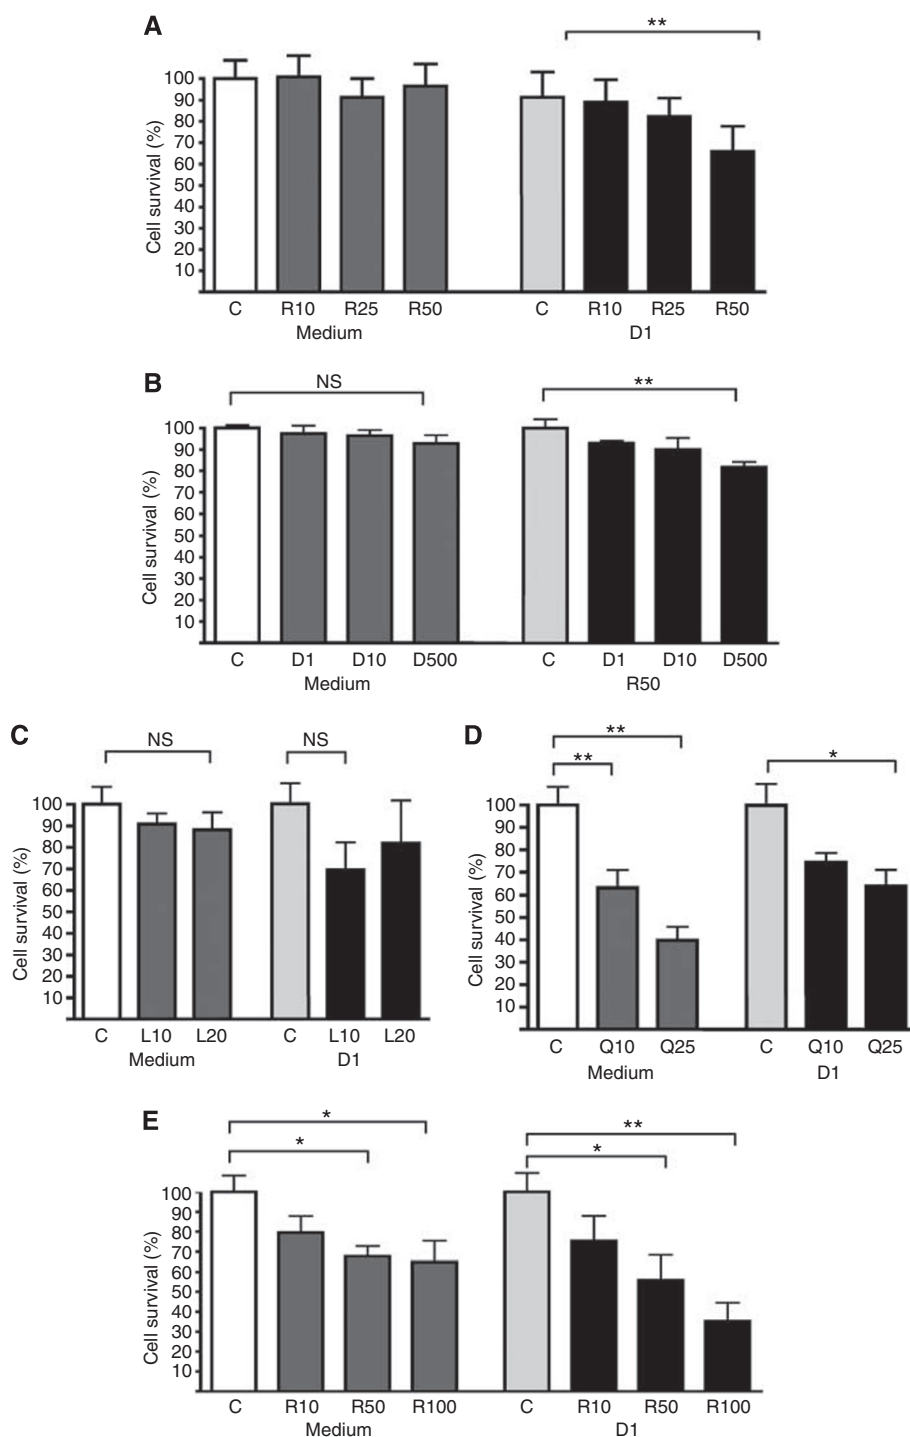 A
**
100
90
80
70
60
50
40
30
20
10
Cell survival (%)
C R10 R25 R50 C R10 R25 R50
Medium D1
B
NS **
100
90
80
70
60
50
40
30
20
10
Cell survival (%)
C D1 D10 D500 C D1 D10 D500
Medium R50
C
NS NS
100
90
80
70
60
50
40
30
20
10
Cell survival (%)
C L10 L20 C L10 L20
Medium D1
D
**
** *
100
90
80
70
60
50
40
30
20
10
Cell survival (%)
C Q10 Q25 C Q10 Q25
Medium D1
E
* **
* *
100
90
80
70
60
50
40
30
20
10
Cell survival (%)
C R10 R50 R100 C R10 R50 R100
Medium D1